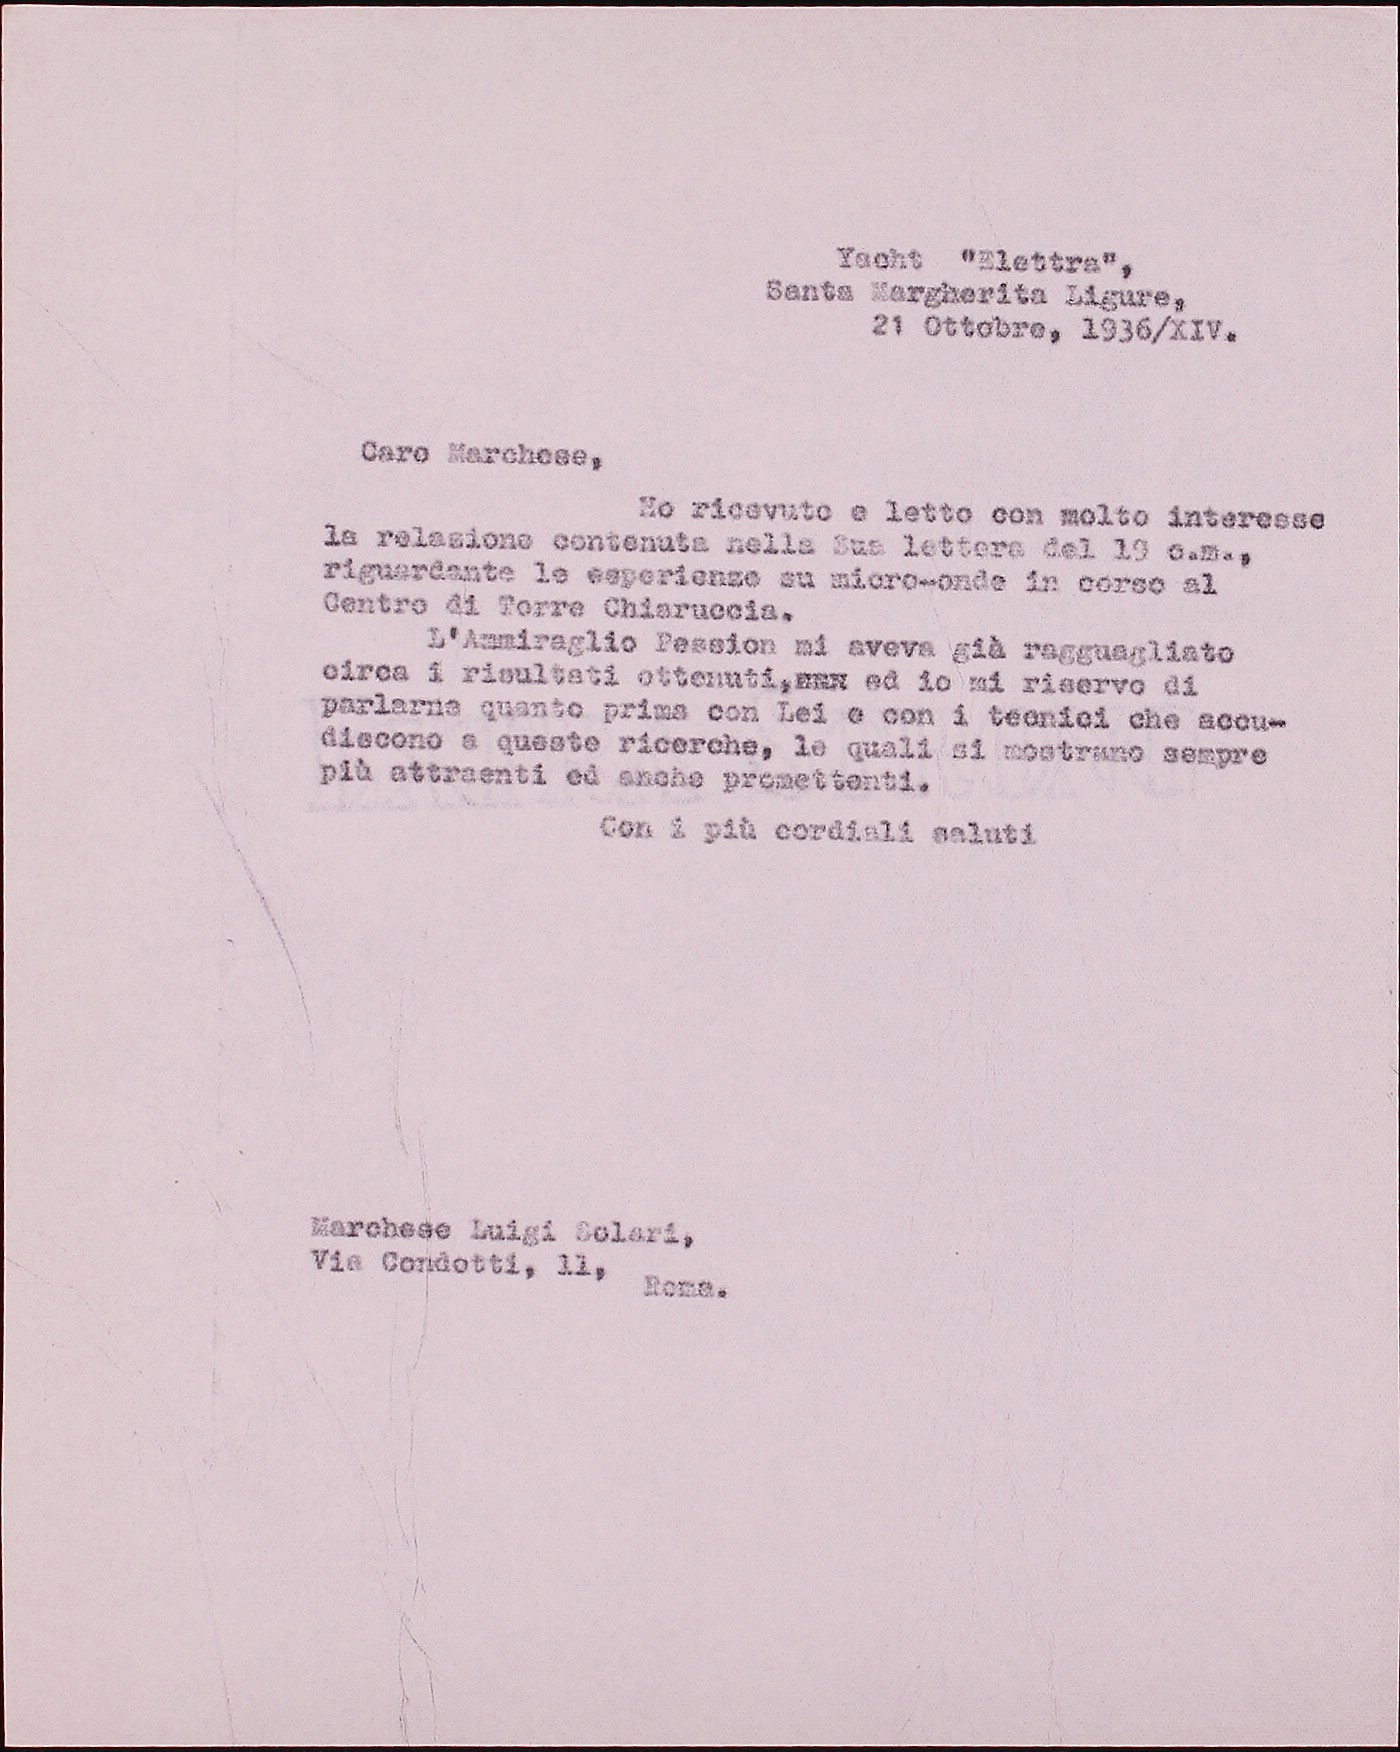 Yacht "Elettra",
Santa Margherita Ligure,
21 Ottobre, 1936/XIV.
Caro Marchese,
Ho ricevuto e letto con molto interesse
la relazione contenuta nella Sua lettera del 19 c.m.,
riguardante le esperienze su micro-onde in corso al
Centro di Torre Chiaruccia.
L'Ammiraglio Pession mi aveva già ragguagliato
circa i risultati ottenuti, ed io mi riservo di
parlarne quanto prima con Lei e con i tecnici che accu-
discono a queste ricerche, le quali si mostrano sempre
più attraenti ed anche promettenti.
Con i più cordiali saluti
Marchese Luigi Solari,
Via Condotti, 11,
Roma.